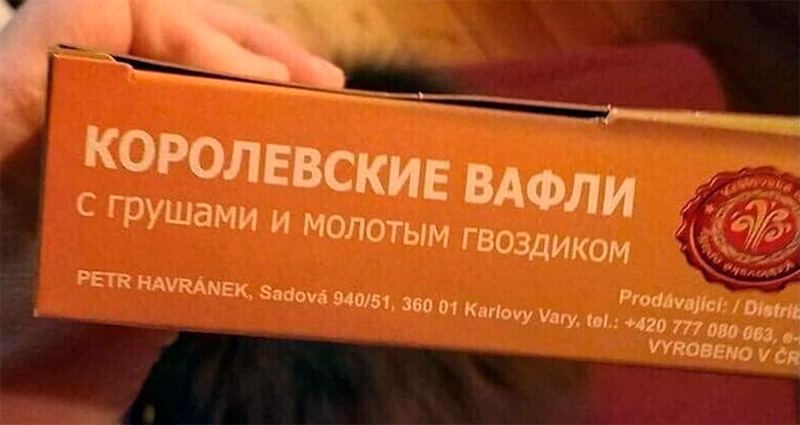 КОРОЛЕВСКИЕ ВАФЛИ
с грушами и молотым гвоздиком
PETR HAVRÁNEK, Sadová 940/51, 360 01 Karlovy Vary, tel.: +420 777 080 063, e-
Prodávající: / Distrib
VYROBENO V ČR